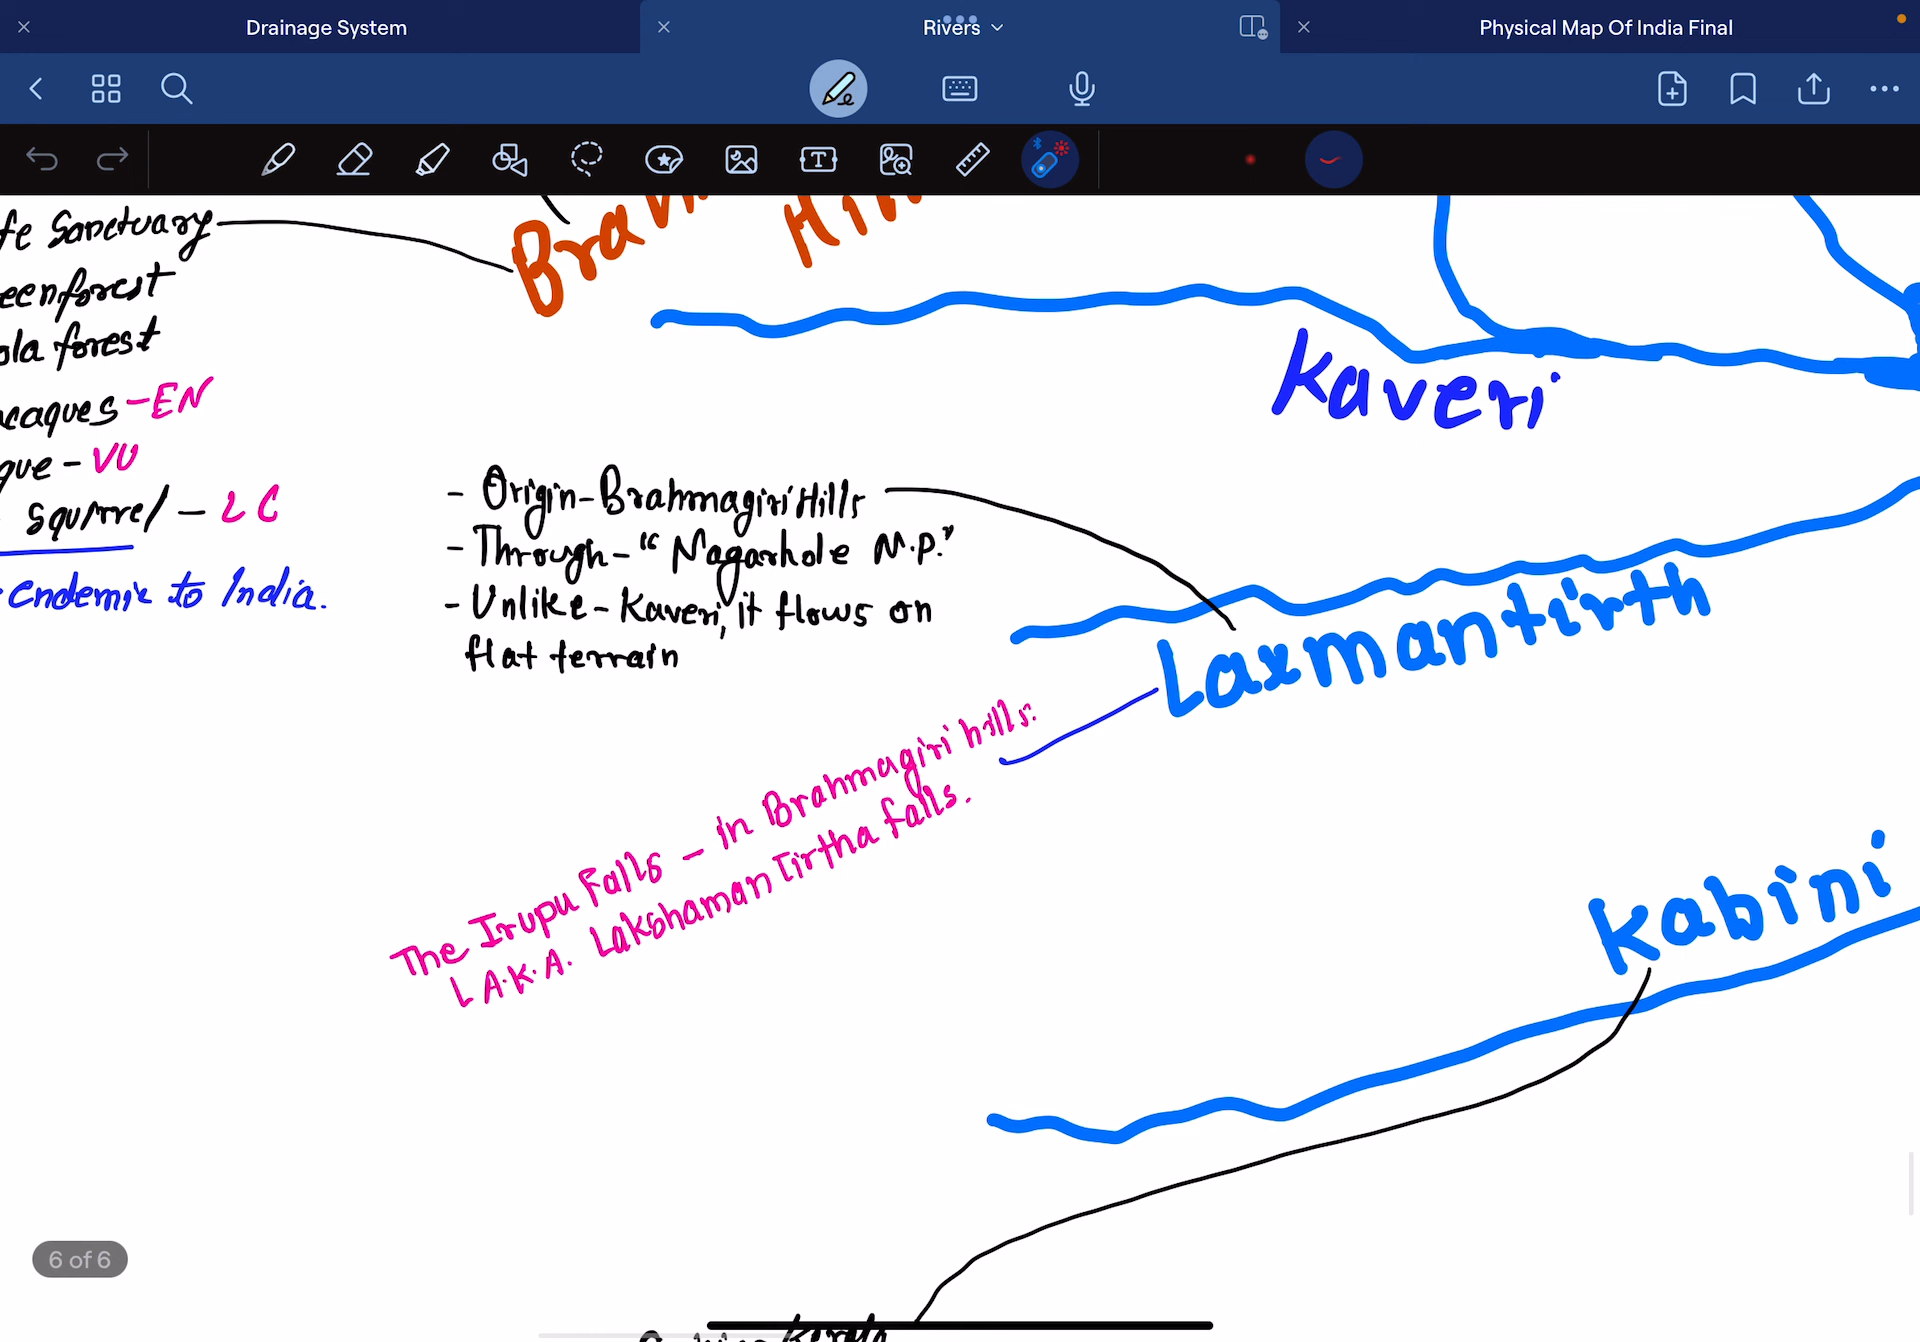 Drainage System
Rivers
Physical Map Of India Final
fe Sanctuary
eenforest
ola forest
caques - EN
que - VU
Squirrel - LC
endemic to India.
Kaveri
- Origin - Brahmagiri Hills
- Through - "Nagarhole N.P."
- Unlike - Kaveri, it flows on
flat terrain
Laxmantirth
The Irupu Falls - in Brahmagiri hills.
L A.K.A. Lakshaman Tirtha falls.
Kabini
6 of 6